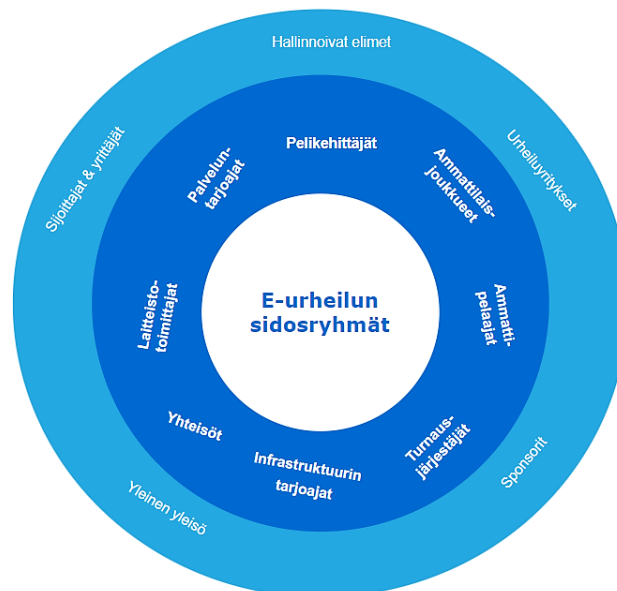 Hallinnoivat elimet
Urheiluyritykset
Sponsorit
Yleinen yleisö
Sijoittajat & yrittäjät
Pelikehittäjät
Ammattilais-
joukkueet
Ammatti-
pelaajat
Turnaus-
järjestäjät
Infrastruktuurin
tarjoajat
Yhteisöt
Laitteisto-
toimittajat
Palvelun-
tarjoajat
E-urheilun
sidosryhmät